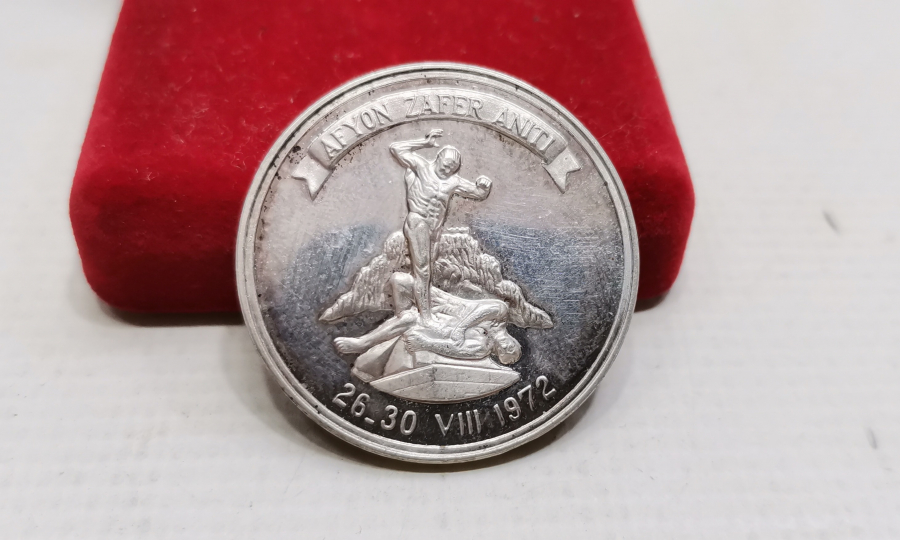 AFYON ZAFER ANITI
26-30 VIII 1972